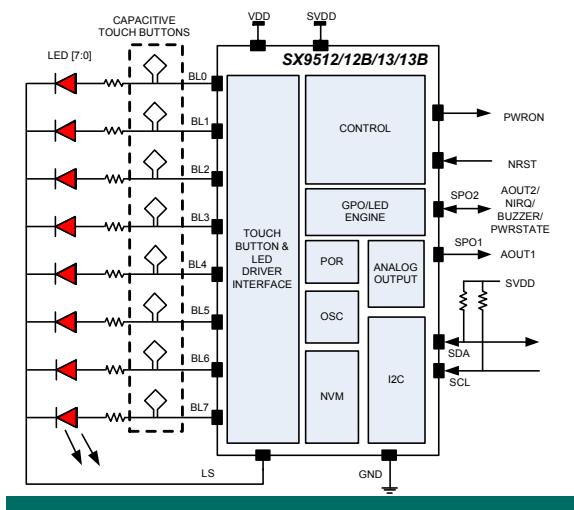 CAPACITIVE
TOUCH BUTTONS
VDD
SVDD
LED [7:0]
SX9512/12B/13/13B
BL0
BL1
BL2
BL3
BL4
BL5
BL6
BL7
TOUCH
BUTTON &
LED
DRIVER
INTERFACE
CONTROL
GPO/LED
ENGINE
POR
ANALOG
OUTPUT
OSC
NVM
I2C
PWRON
NRST
SPO2
AOUT2/
NIRQ/
BUZZER/
PWRSTATE
SPO1
AOUT1
SVDD
SDA
SCL
LS
GND